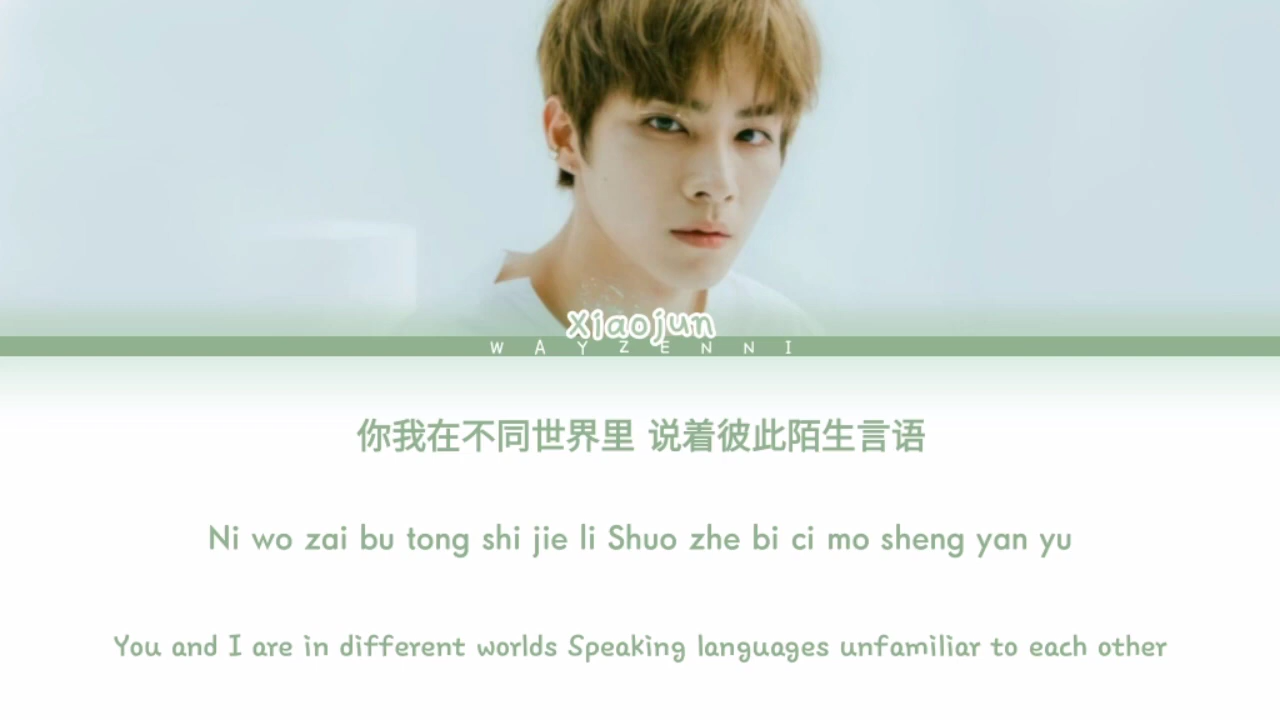 Xiaojun
WAYZENNI
你我在不同世界里 说着彼此陌生言语
Ni wo zai bu tong shi jie li Shuo zhe bi ci mo sheng yan yu
You and I are in different worlds Speaking languages unfamiliar to each other